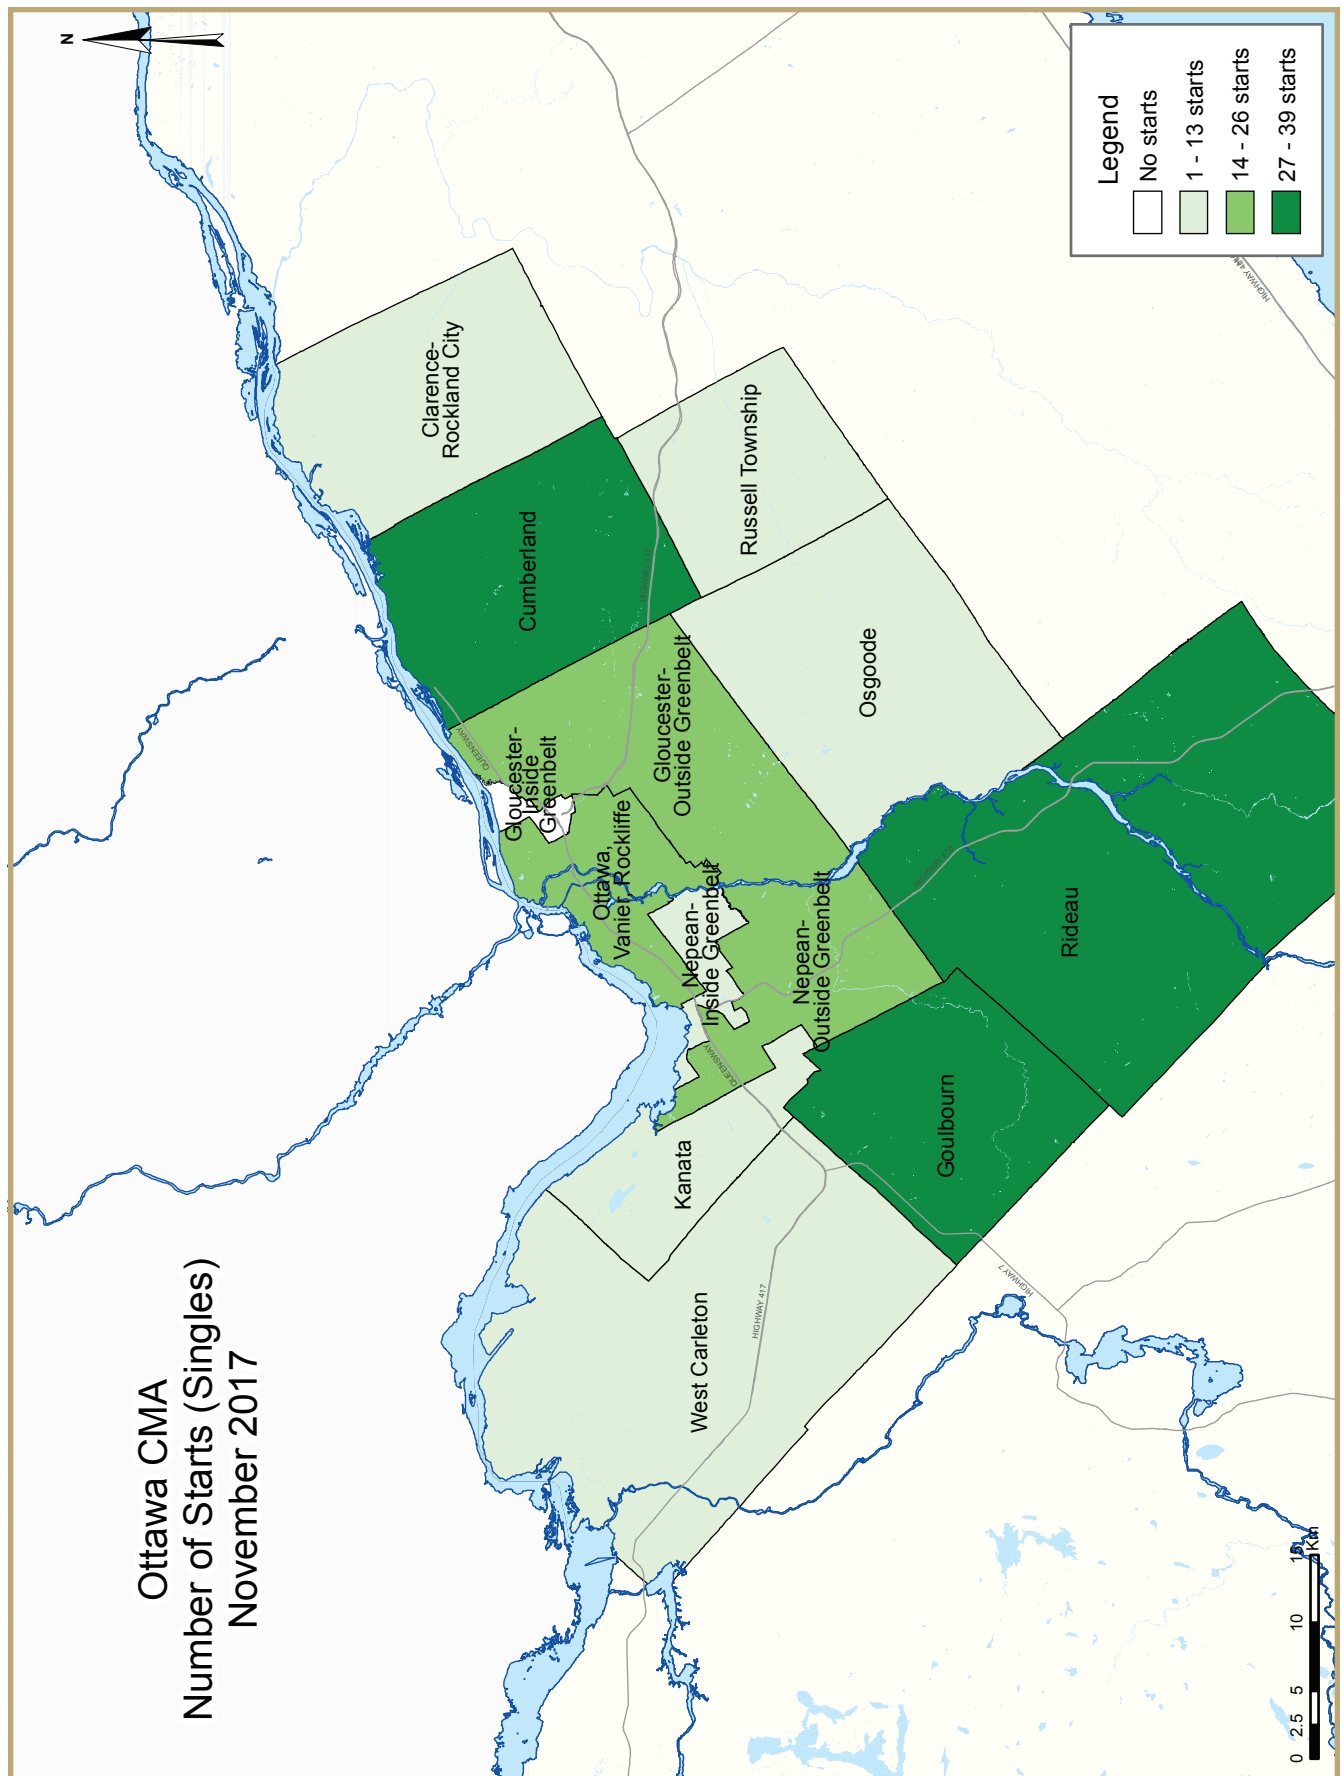 Ottawa CMA
Number of Starts (Singles)
November 2017
N
Legend
No starts
1 - 13 starts
14 - 26 starts
27 - 39 starts
Clarence-
Rockland City
Cumberland
Russell Township
Gloucester-
Inside
Greenbelt
Gloucester-
Outside Greenbelt
Osgoode
Ottawa,
Vanier, Rockliffe
Nepean-
Inside Greenbelt
Nepean-
Outside Greenbelt
Rideau
Goulbourn
Kanata
West Carleton
QUEENSWAY
QUEENSWAY
HIGHWAY 417
HIGHWAY 7
HIGHWAY
0 2.5 5 10 15
Km